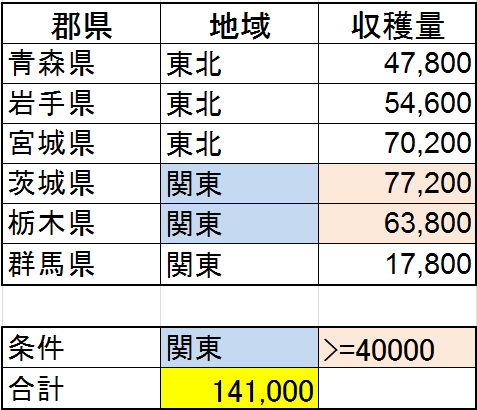 郡県 地域 収穫量
青森県 東北 47,800
岩手県 東北 54,600
宮城県 東北 70,200
茨城県 関東 77,200
栃木県 関東 63,800
群馬県 関東 17,800
条件 関東 >=40000
合計 141,000